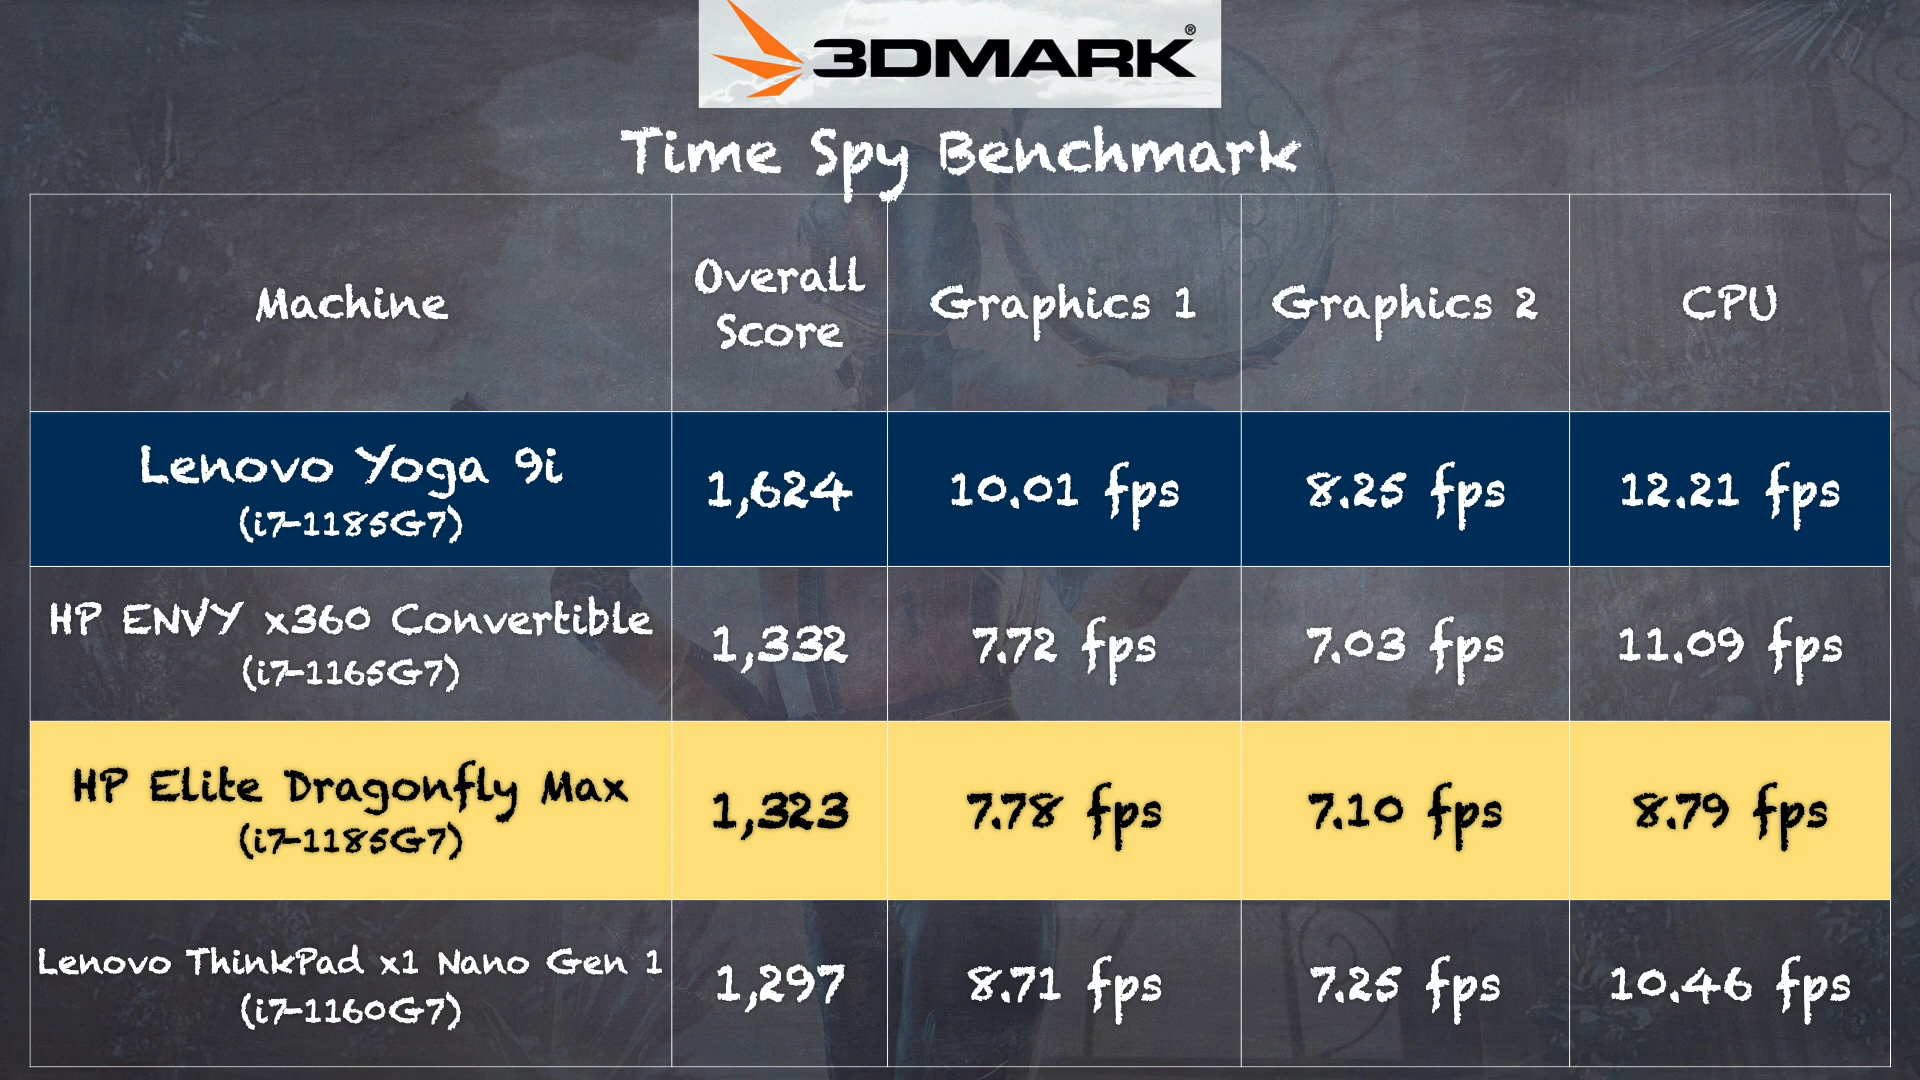 3DMARK®
Time Spy Benchmark
Machine
Overall
Score
Graphics 1
Graphics 2
CPU
Lenovo Yoga 9i
(i7-1185G7)
1,624
10.01 fps
8.25 fps
12.21 fps
HP ENVY x360 Convertible
(i7-1165G7)
1,332
7.72 fps
7.03 fps
11.09 fps
HP Elite Dragonfly Max
(i7-1185G7)
1,323
7.78 fps
7.10 fps
8.79 fps
Lenovo ThinkPad x1 Nano Gen 1
(i7-1160G7)
1,297
8.71 fps
7.25 fps
10.46 fps